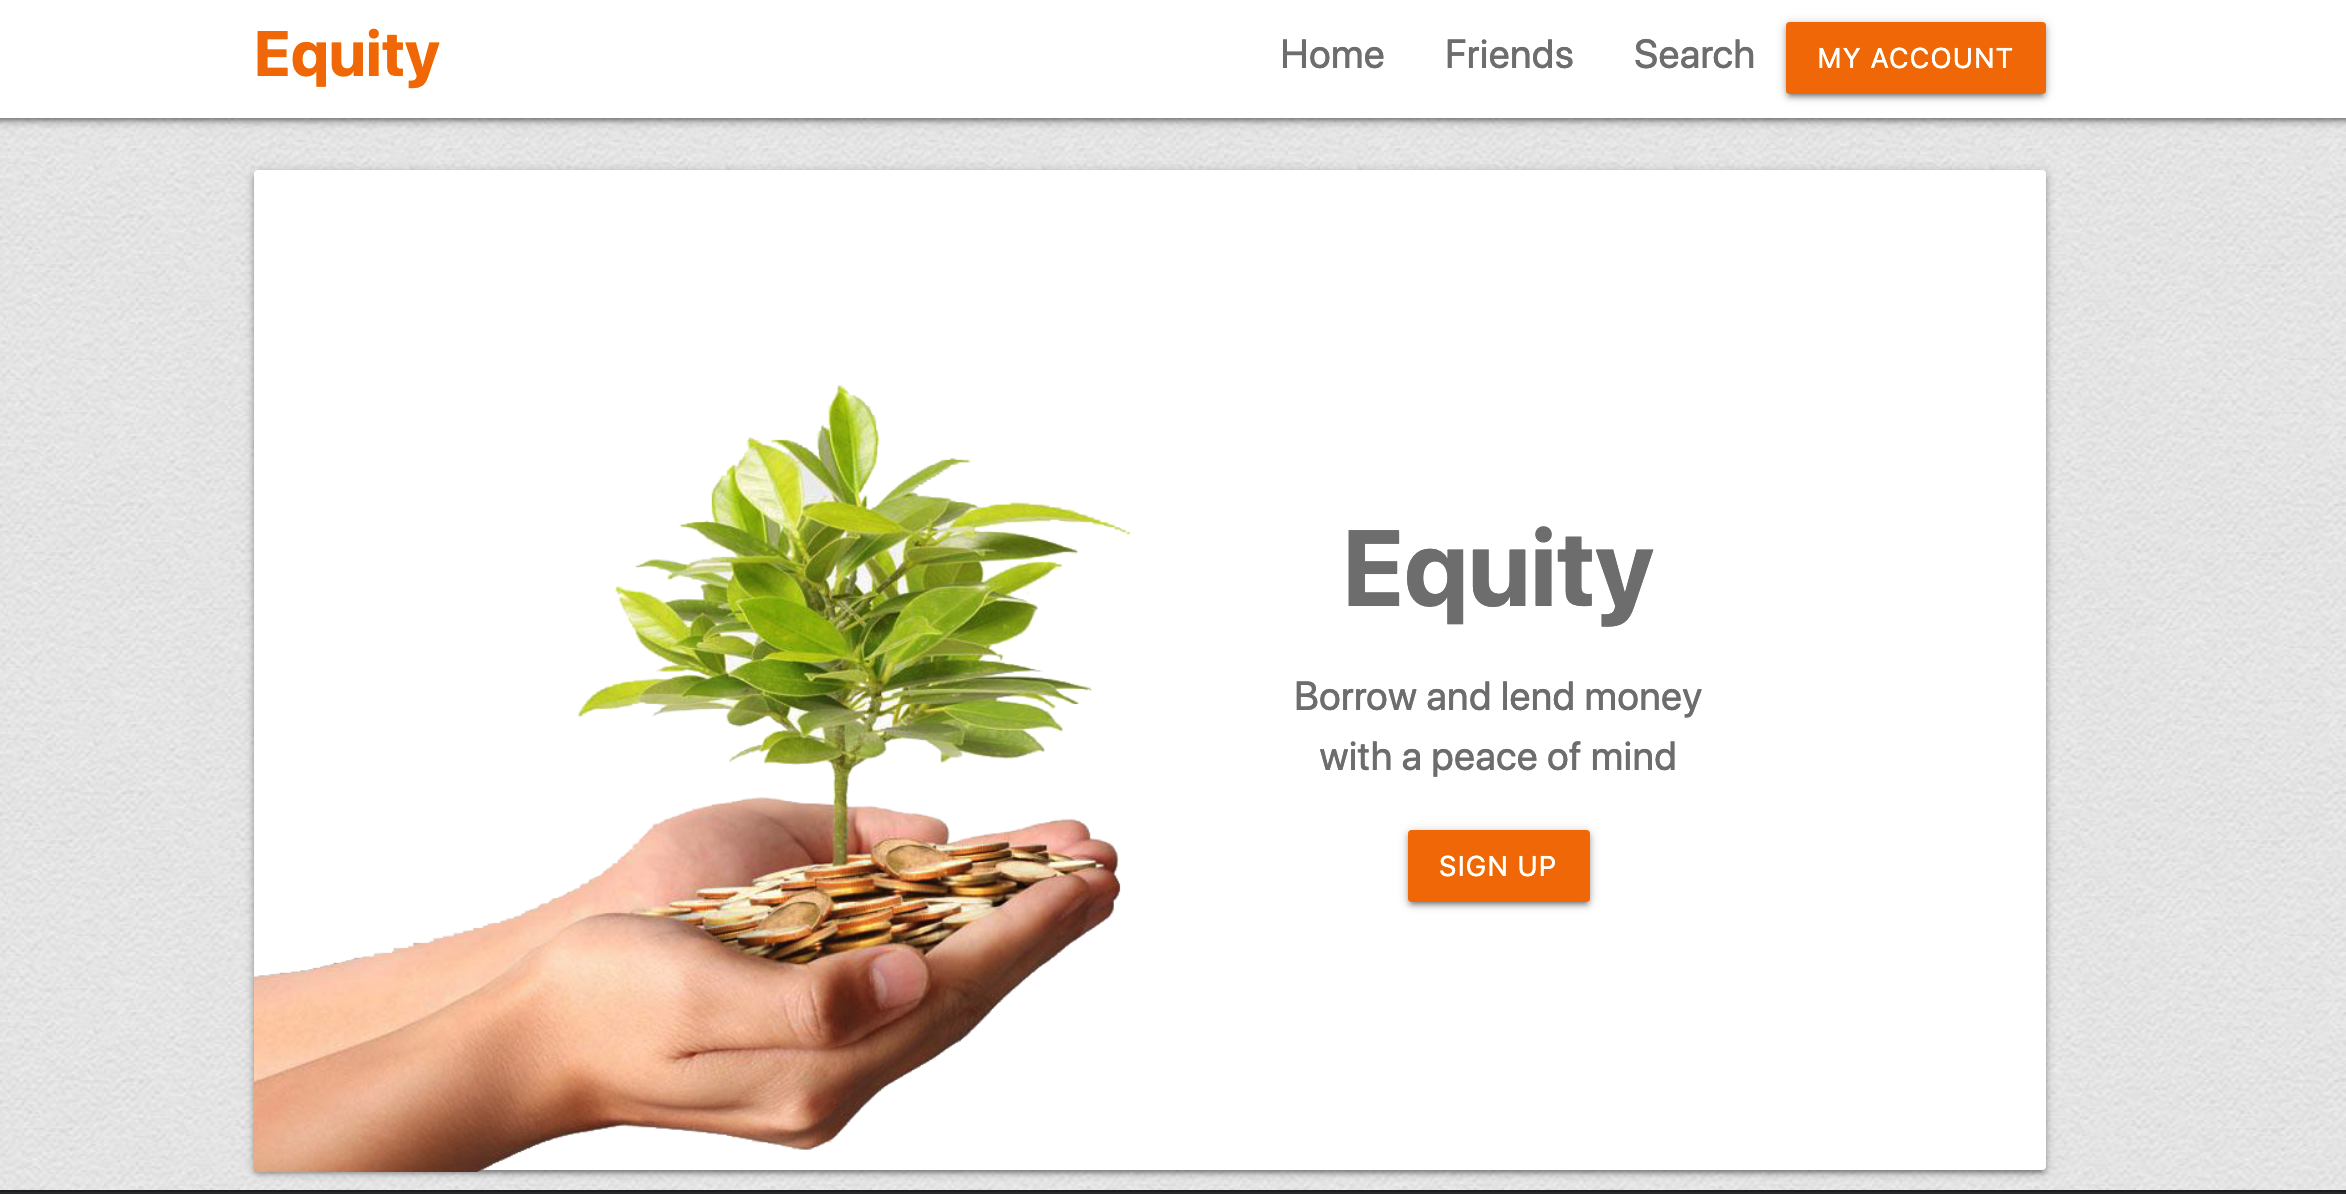 Equity
Home Friends Search MY ACCOUNT
Equity
Borrow and lend money
with a peace of mind
SIGN UP